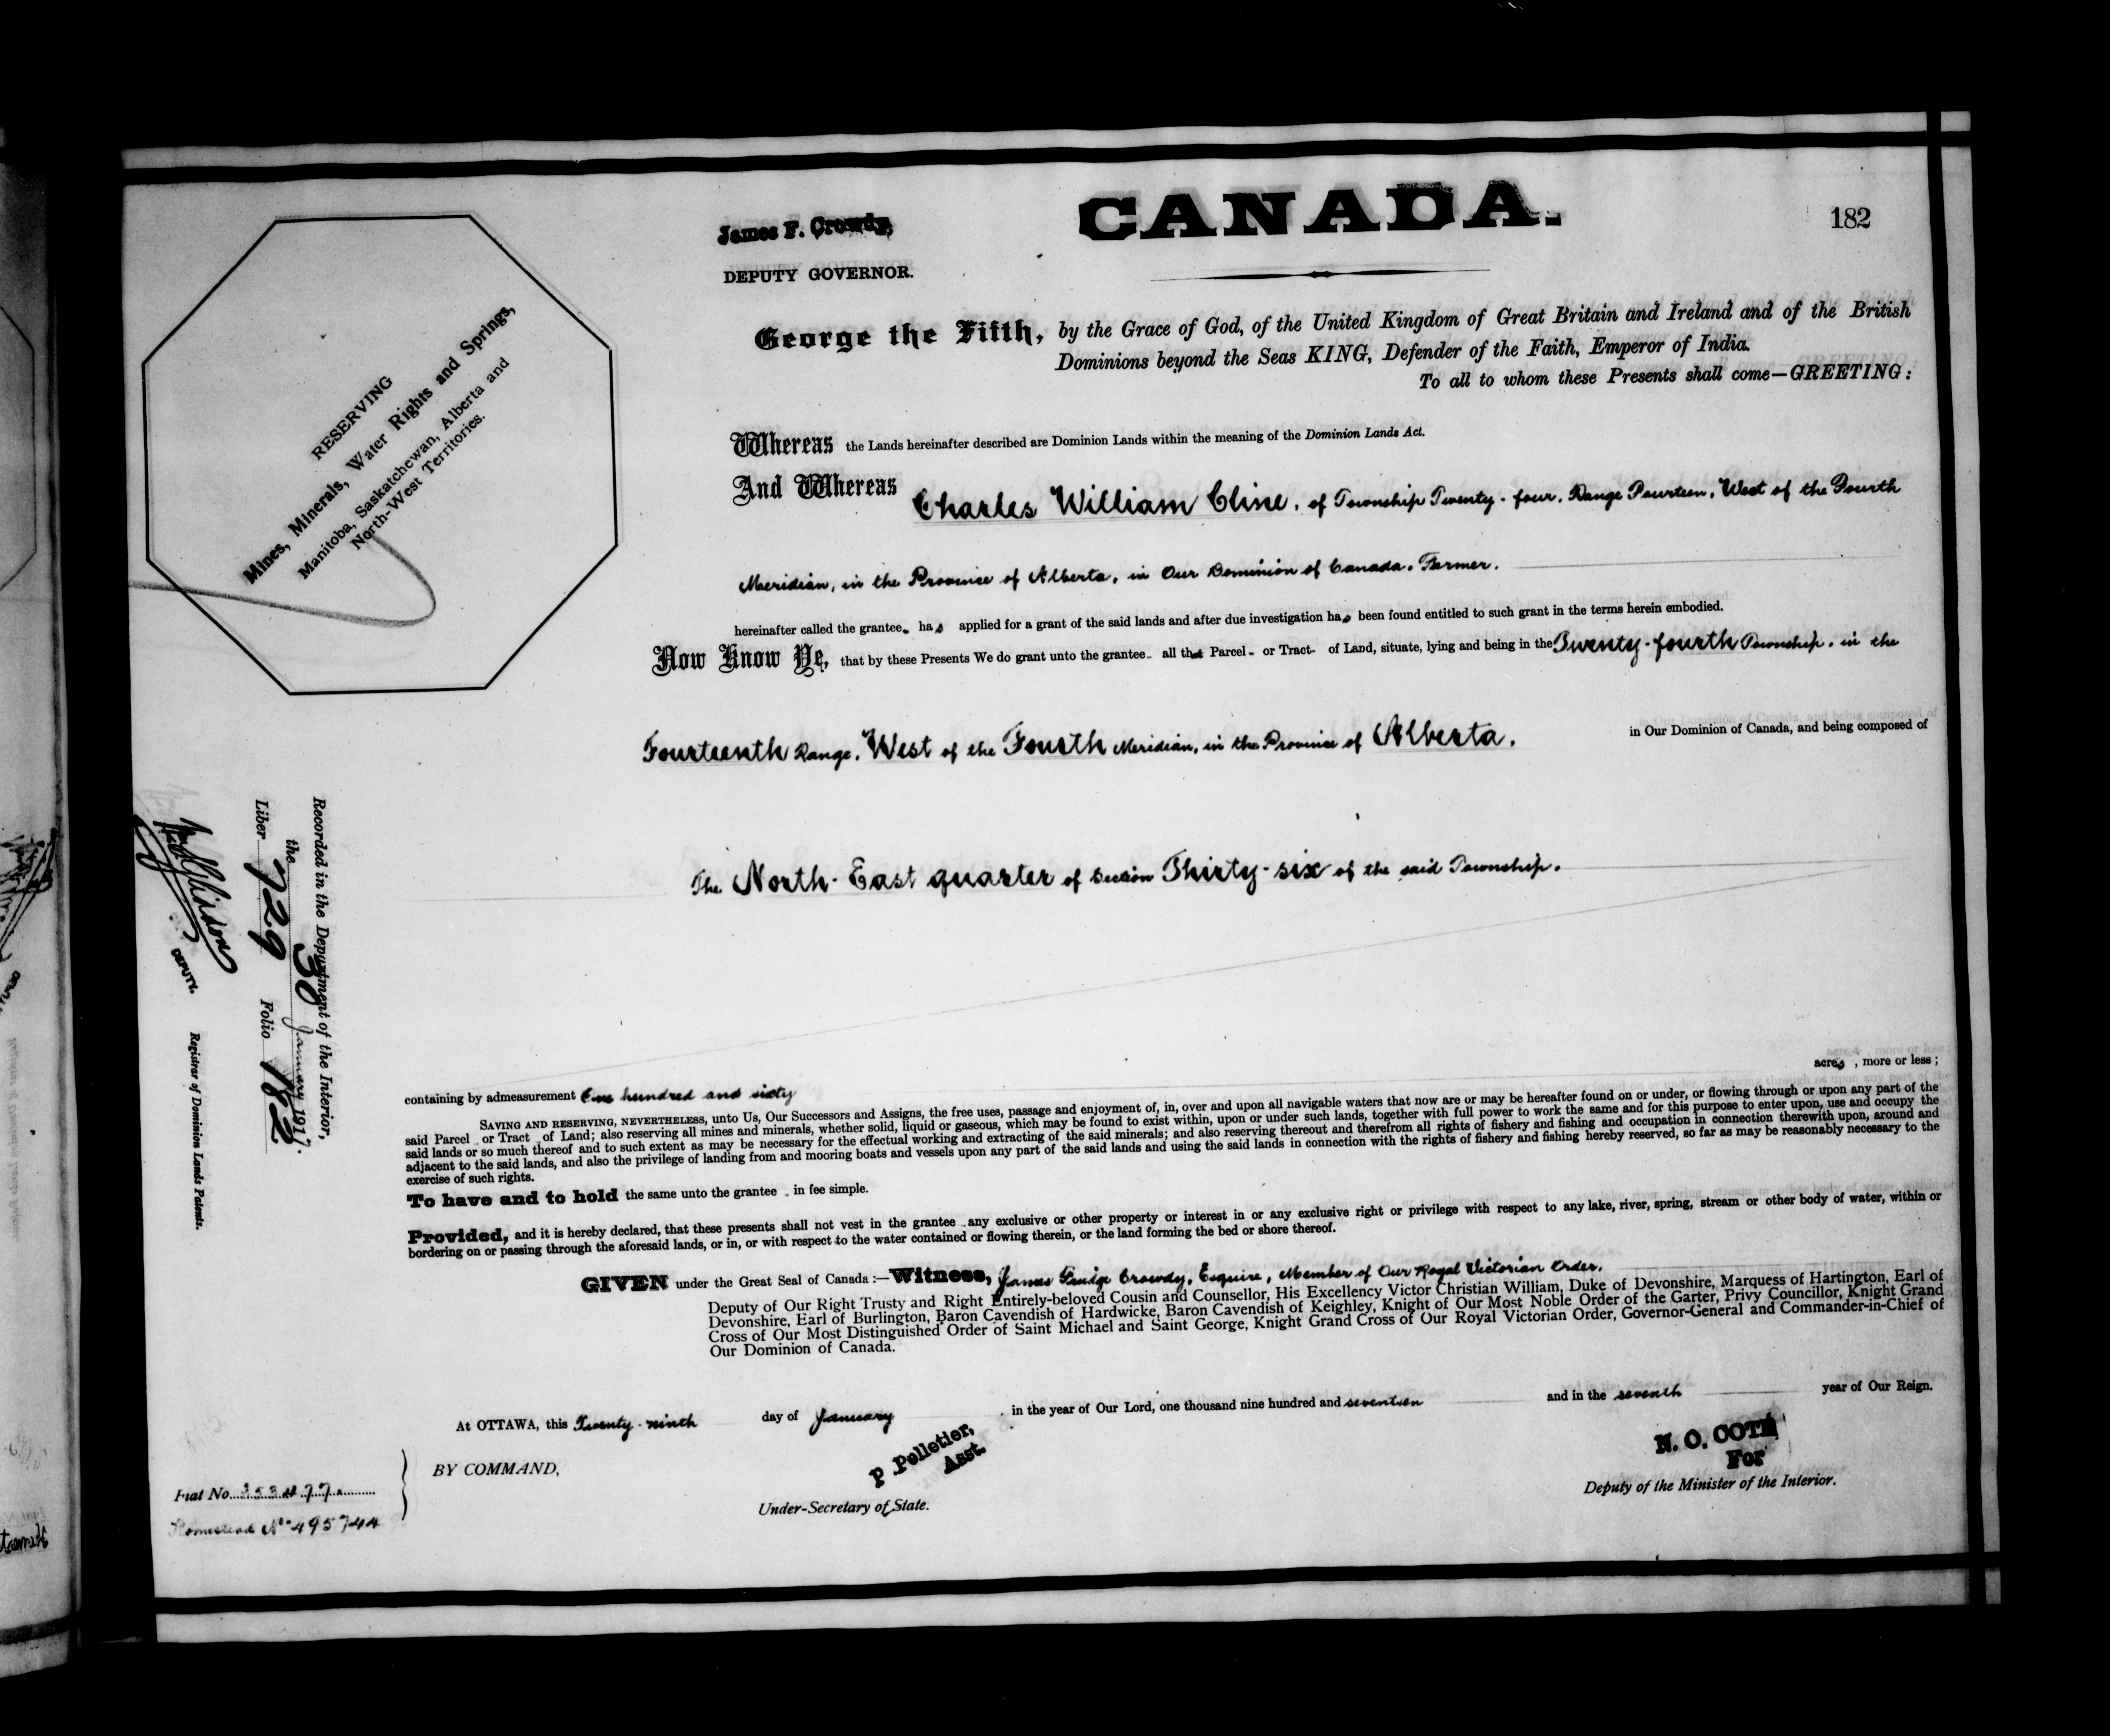 CANADA.
182
James F. Crowdy,
DEPUTY GOVERNOR.
George the Fifth, by the Grace of God, of the United Kingdom of Great Britain and Ireland and of the British
Dominions beyond the Seas KING, Defender of the Faith, Emperor of India.
To all to whom these Presents shall come—GREETING:
RESERVING
Mines, Minerals, Water Rights and Springs,
Manitoba, Saskatchewan, Alberta and
North-West Territories.
Whereas the Lands hereinafter described are Dominion Lands within the meaning of the Dominion Lands Act.
And Whereas Charles William Cline, of Township Twenty-four, Range Fourteen, West of the Fourth
Meridian, in the Province of Alberta, in Our Dominion of Canada, Farmer.
hereinafter called the grantee has applied for a grant of the said lands and after due investigation has been found entitled to such grant in the terms herein embodied.
Now Know Ye, that by these Presents We do grant unto the grantee all that Parcel or Tract of Land, situate, lying and being in the Twenty-fourth Township, in the
Fourteenth Range, West of the Fourth Meridian, in the Province of Alberta, in Our Dominion of Canada, and being composed of
The North-East quarter of Section Thirty-six of the said Township.
Recorded in the Department of the Interior,
the 30 January 1917.
Liber 729 Folio 182
DEPUTY.
Registrar of Dominion Lands Patents.
containing by admeasurement One hundred and sixty acres, more or less;
SAVING AND RESERVING, NEVERTHELESS, unto Us, Our Successors and Assigns, the free uses, passage and enjoyment of, in, over and upon all navigable waters that now are or may be hereafter found on or under, or flowing through or upon any part of the
said Parcel or Tract of Land; also reserving all mines and minerals, whether solid, liquid or gaseous, which may be found to exist within, upon or under such lands, together with full power to work the same and for this purpose to enter upon, use and occupy the
said lands or so much thereof and to such extent as may be necessary for the effectual working and extracting of the said minerals; and also reserving thereout and therefrom all rights of fishery and fishing and occupation in connection therewith upon, around and
adjacent to the said lands, and also the privilege of landing from and mooring boats and vessels upon any part of the said lands and using the said lands in connection with the rights of fishery and fishing hereby reserved, so far as may be reasonably necessary to the
exercise of such rights.
To have and to hold the same unto the grantee in fee simple.
Provided, and it is hereby declared, that these presents shall not vest in the grantee any exclusive or other property or interest in or any exclusive right or privilege with respect to any lake, river, spring, stream or other body of water, within or
bordering on or passing through the aforesaid lands, or in, or with respect to the water contained or flowing therein, or the land forming the bed or shore thereof.
GIVEN under the Great Seal of Canada:—Witness, James Fudge Crowdy, Esquire, Member of Our Royal Victorian Order,
Deputy of Our Right Trusty and Right Entirely-beloved Cousin and Counsellor, His Excellency Victor Christian William, Duke of Devonshire, Marquess of Hartington, Earl of
Devonshire, Earl of Burlington, Baron Cavendish of Hardwicke, Baron Cavendish of Keighley, Knight of Our Most Noble Order of the Garter, Privy Councillor, Knight Grand
Cross of Our Most Distinguished Order of Saint Michael and Saint George, Knight Grand Cross of Our Royal Victorian Order, Governor-General and Commander-in-Chief of
Our Dominion of Canada.
At OTTAWA, this Twenty-ninth day of January, in the year of Our Lord, one thousand nine hundred and seventeen and in the seventh year of Our Reign.
BY COMMAND,
P Pelletier,
Asst.
Under-Secretary of State.
N. O. COTÉ
For
Deputy of the Minister of the Interior.
Fiat No. 353477.
Homestead No 495744